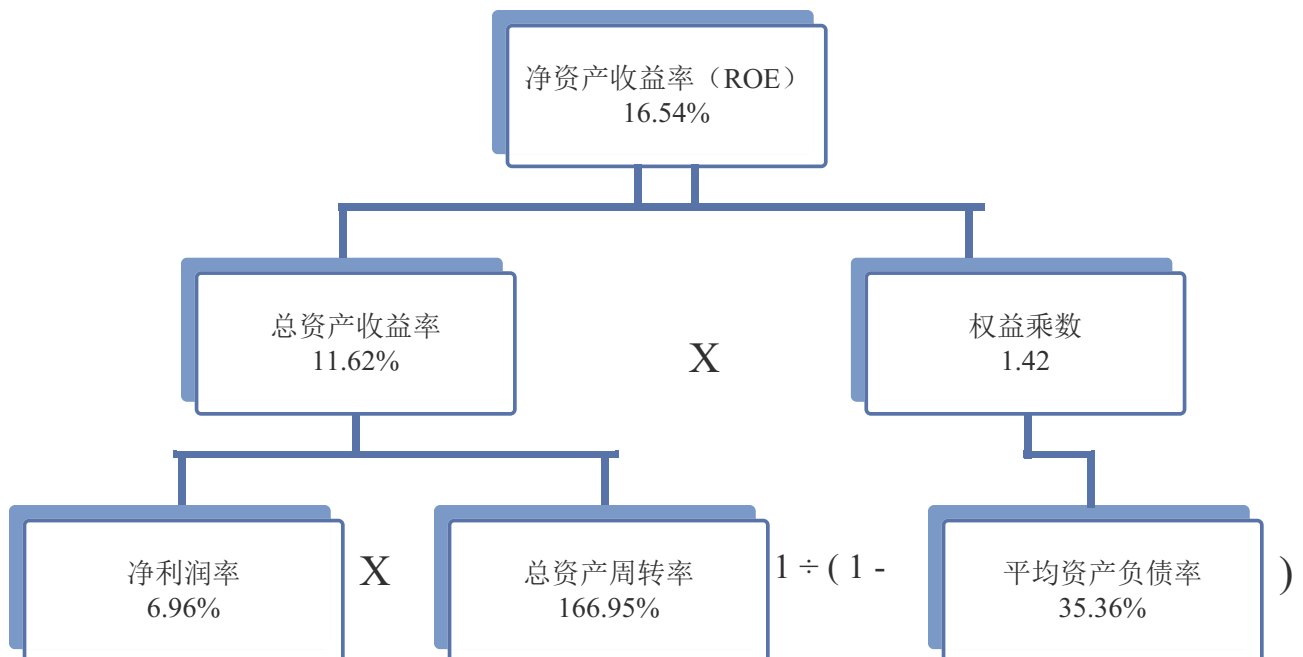 净资产收益率（ROE）
16.54%
总资产收益率
11.62%
X
权益乘数
1.42
净利润率
6.96%
X
总资产周转率
166.95%
1 ÷ ( 1 -
平均资产负债率
35.36%
)